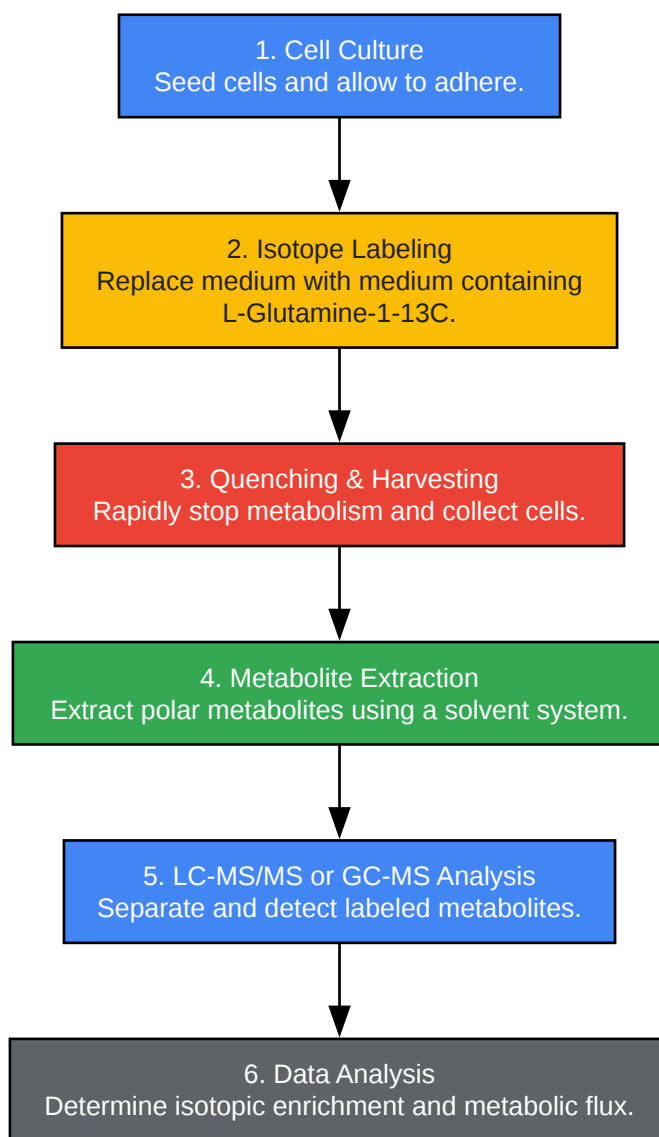 1. Cell Culture
Seed cells and allow to adhere.
2. Isotope Labeling
Replace medium with medium containing
L-Glutamine-1-13C.
3. Quenching & Harvesting
Rapidly stop metabolism and collect cells.
4. Metabolite Extraction
Extract polar metabolites using a solvent system.
5. LC-MS/MS or GC-MS Analysis
Separate and detect labeled metabolites.
6. Data Analysis
Determine isotopic enrichment and metabolic flux.